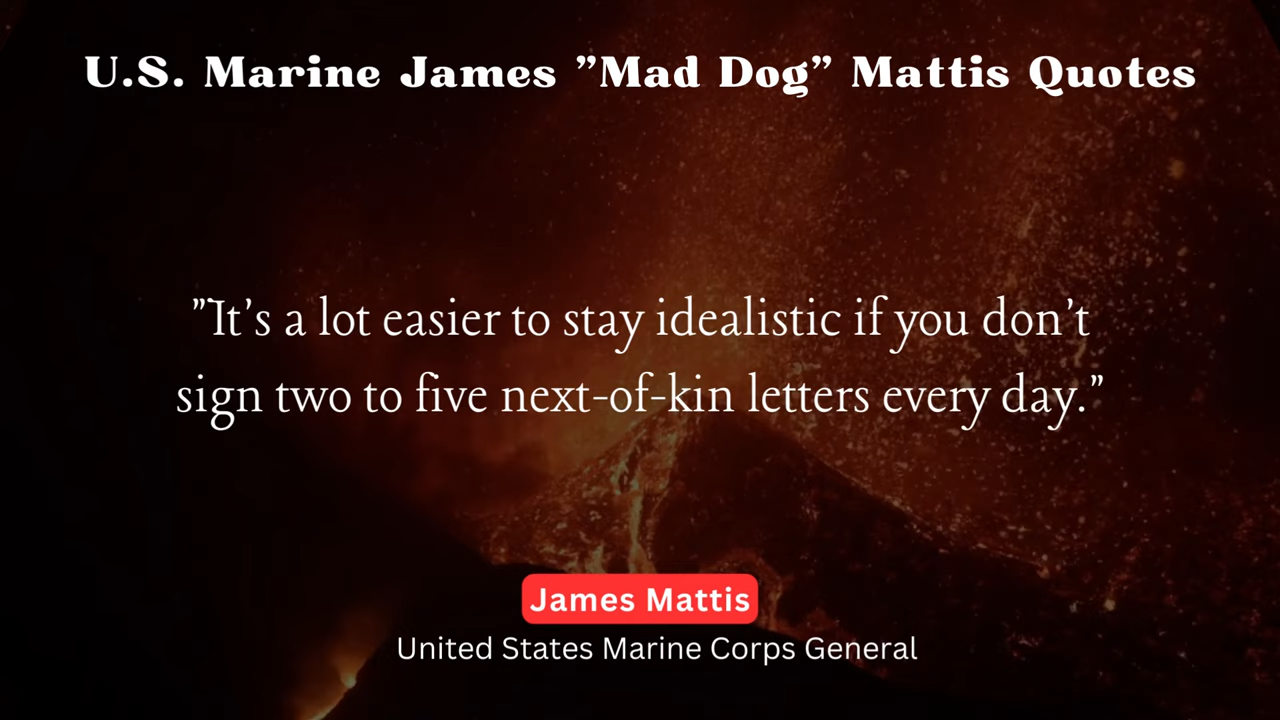 U.S. Marine James ”Mad Dog” Mattis Quotes
"It's a lot easier to stay idealistic if you don't
sign two to five next-of-kin letters every day."
James Mattis
United States Marine Corps General